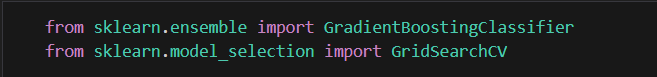 from sklearn.ensemble import GradientBoostingClassifier
from sklearn.model_selection import GridSearchCV